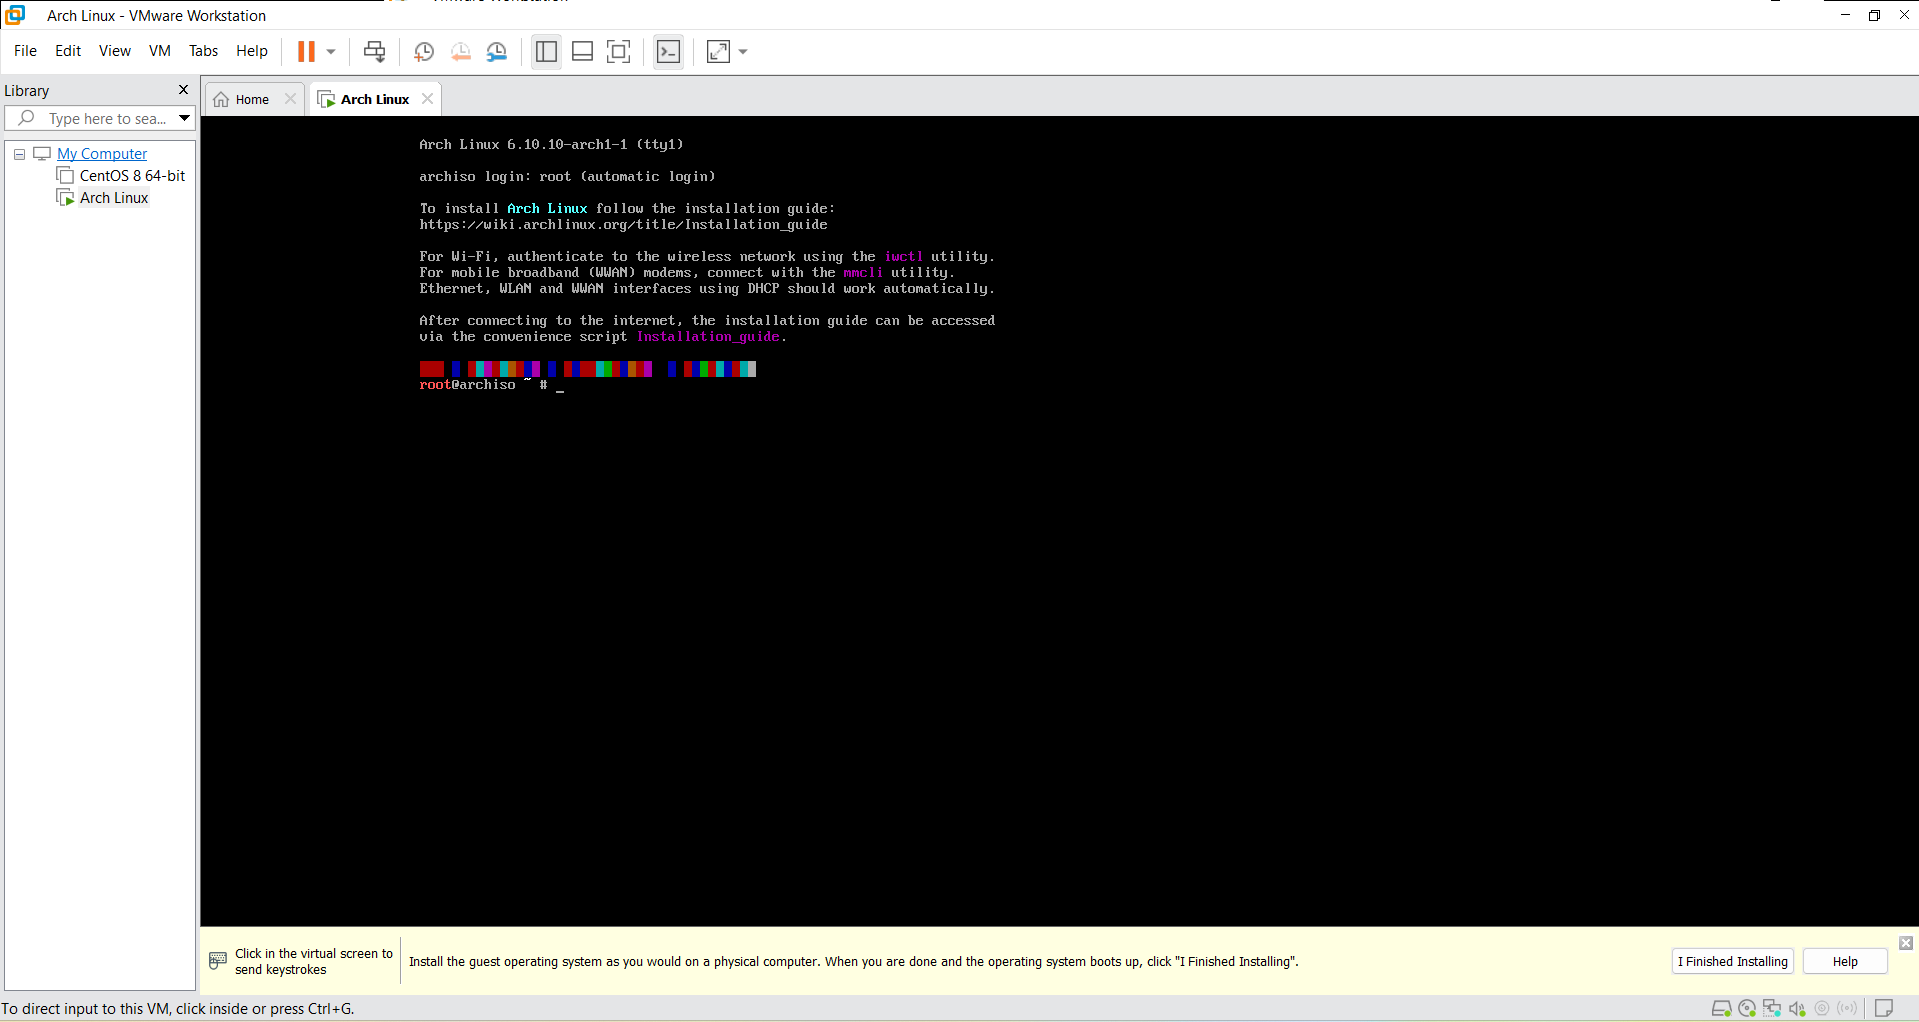 Arch Linux - VMware Workstation
File Edit View VM Tabs Help
Library
Type here to sea...
My Computer
CentOS 8 64-bit
Arch Linux
Home
Arch Linux
Arch Linux 6.10.10-arch1-1 (tty1)
archiso login: root (automatic login)
To install Arch Linux follow the installation guide:
https://wiki.archlinux.org/title/Installation_guide
For Wi-Fi, authenticate to the wireless network using the iwctl utility.
For mobile broadband (WWAN) modems, connect with the mmcli utility.
Ethernet, WLAN and WWAN interfaces using DHCP should work automatically.
After connecting to the internet, the installation guide can be accessed
via the convenience script Installation_guide.
root@archiso ~ # _
Click in the virtual screen to
send keystrokes
Install the guest operating system as you would on a physical computer. When you are done and the operating system boots up, click "I Finished Installing".
I Finished Installing
Help
To direct input to this VM, click inside or press Ctrl+G.